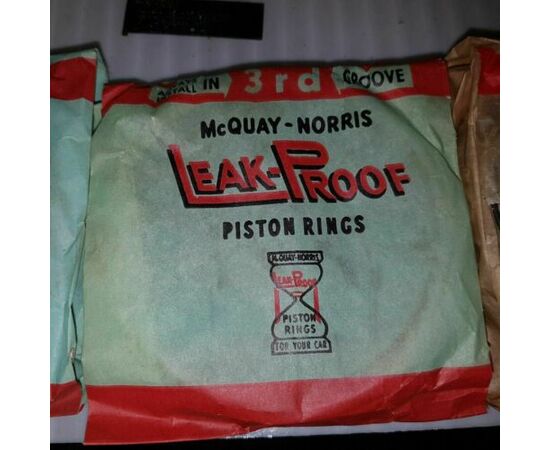 INSTALL IN 3rd GROOVE
McQUAY-NORRIS
LEAK-PROOF
PISTON RINGS
McQUAY-NORRIS
LEAK-PROOF
PISTON
RINGS
FOR YOUR CAR